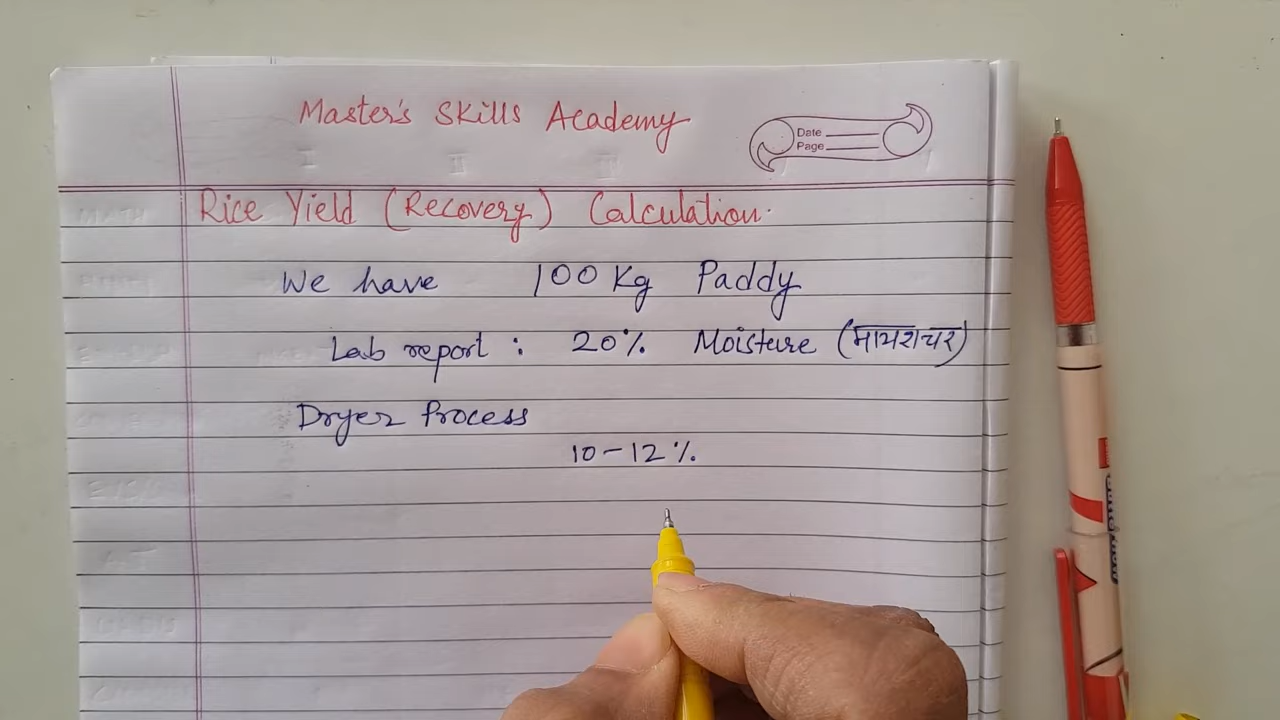 Master's Skills Academy
Date
Page
Rice Yield (Recovery) Calculation.
We have 100 Kg Paddy
Lab report : 20% Moisture (मायशचर)
Dryer Process
10-12%